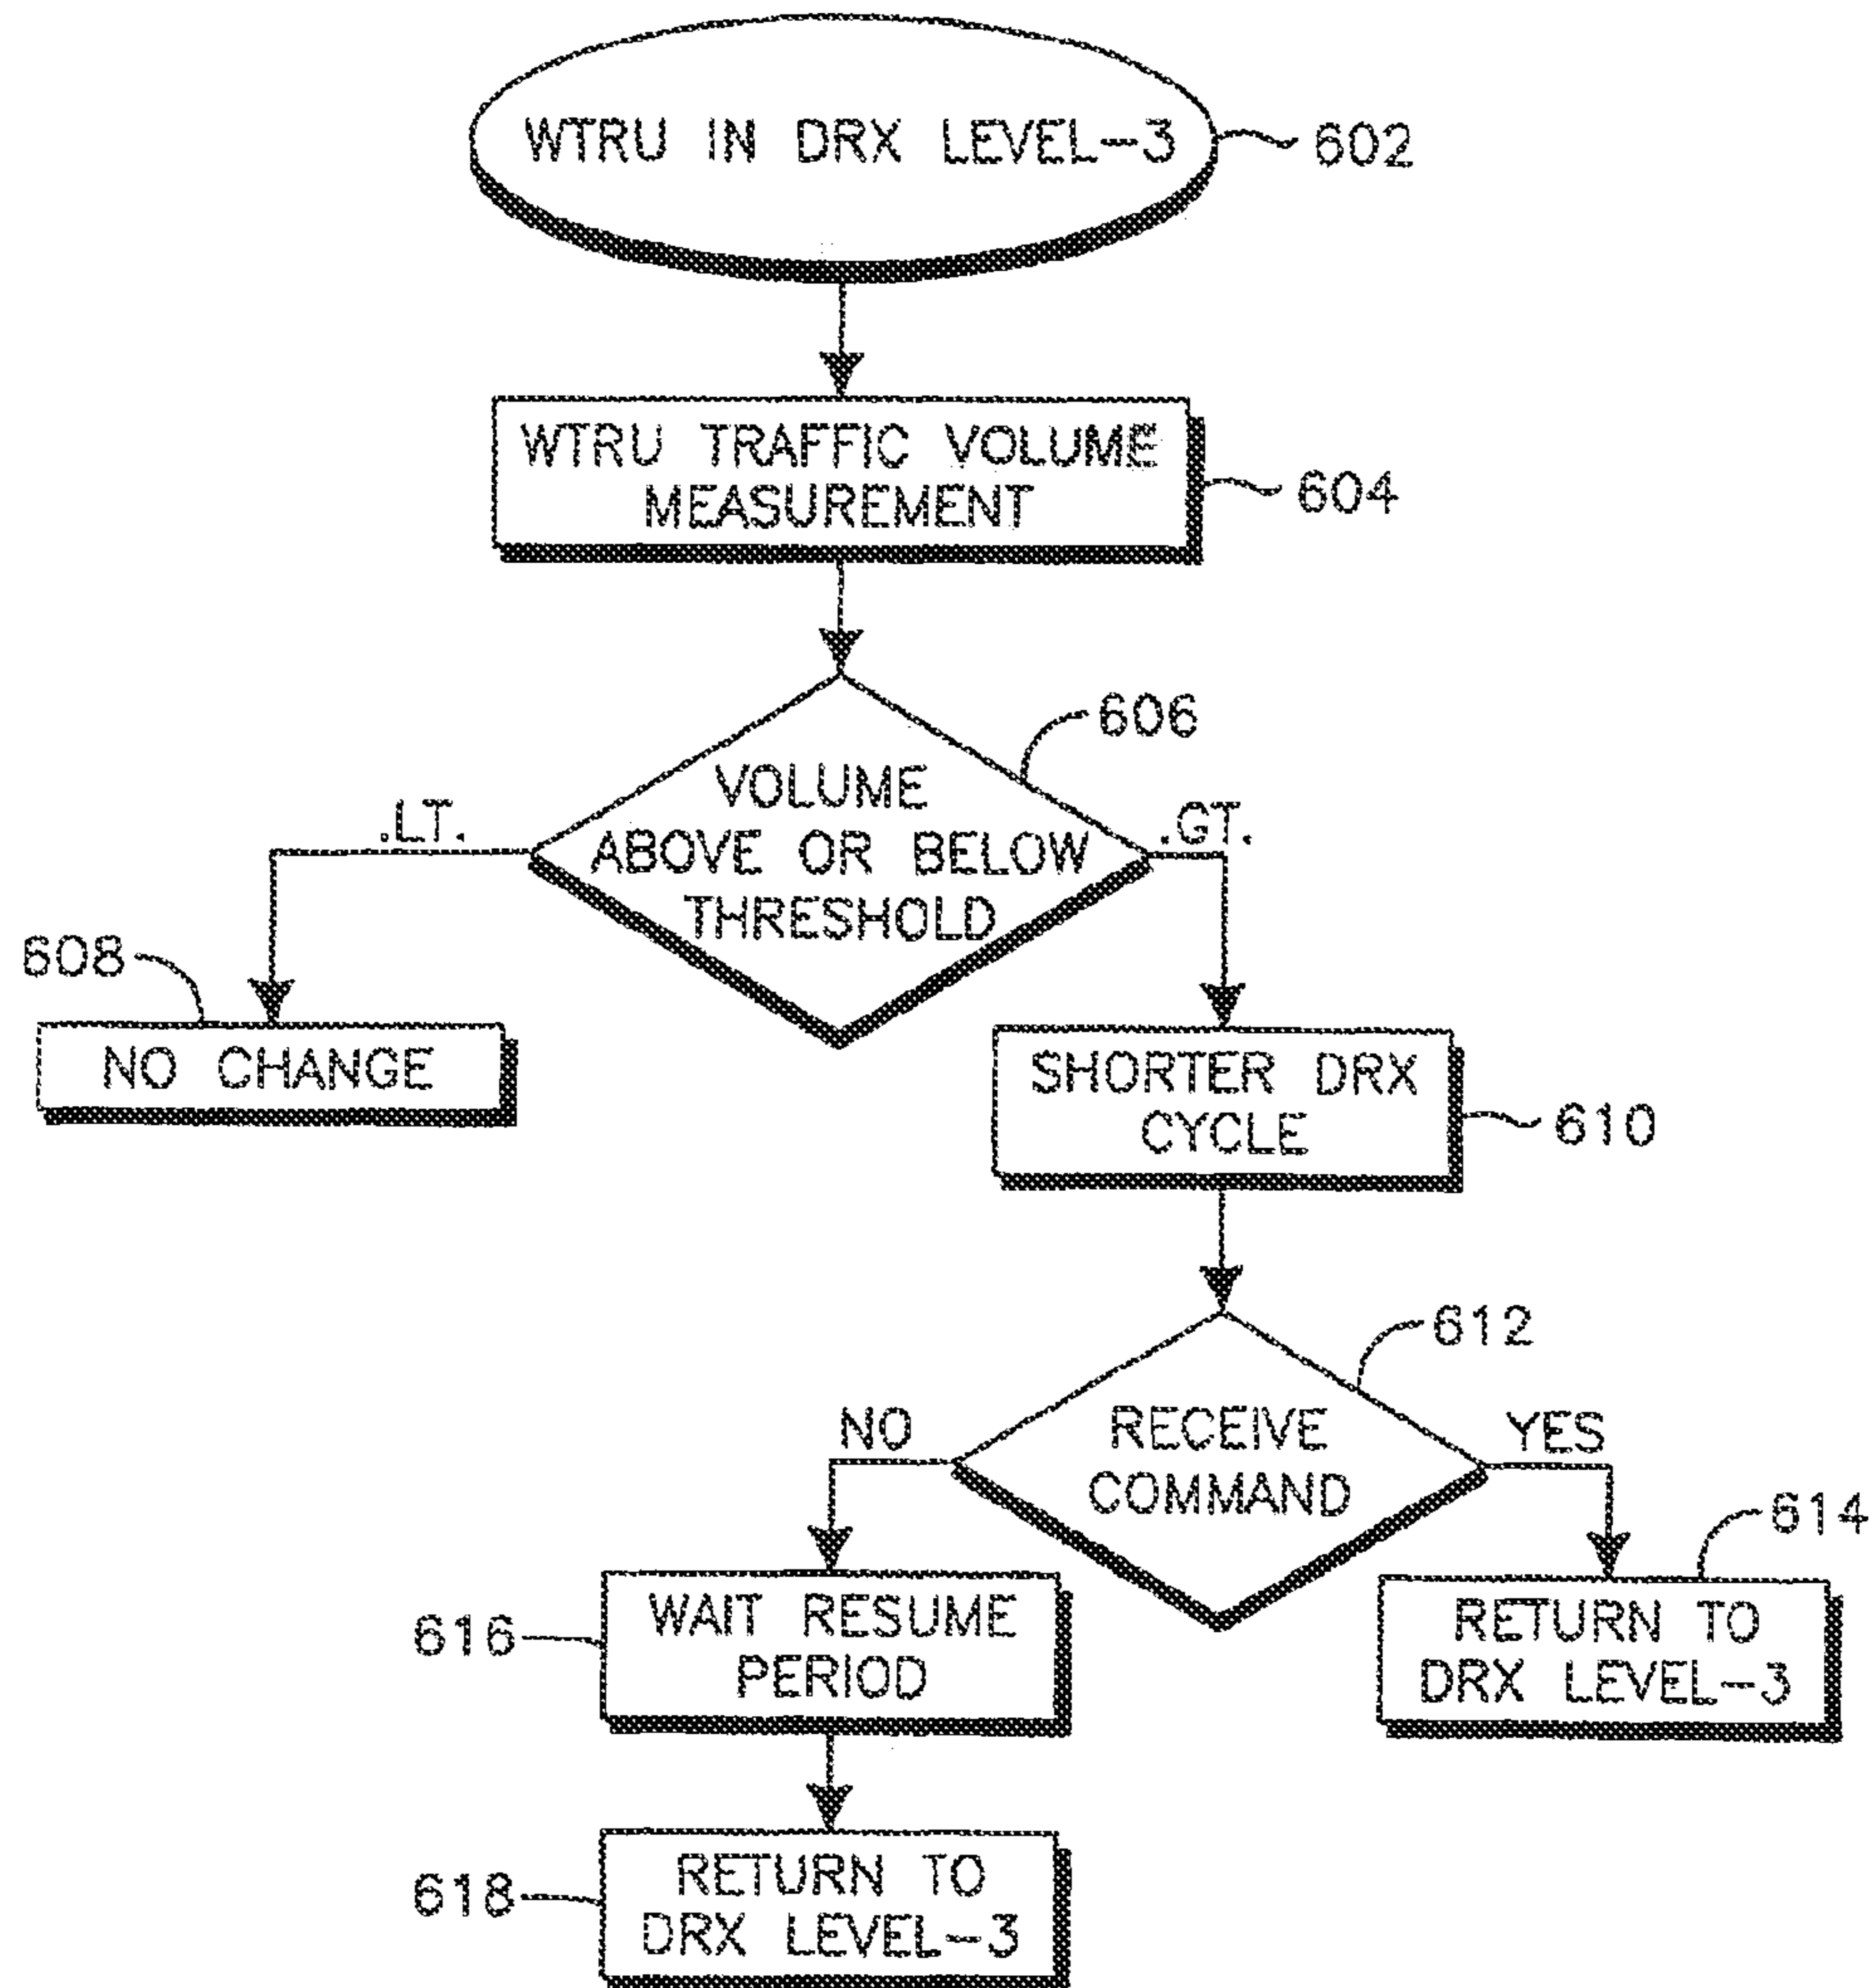 WTRU IN DRX LEVEL-3
602
WTRU TRAFFIC VOLUME
MEASUREMENT
604
606
VOLUME
ABOVE OR BELOW
THRESHOLD
.LT.
.GT.
608
NO CHANGE
SHORTER DRX
CYCLE
610
612
RECEIVE
COMMAND
NO
YES
614
616
WAIT RESUME
PERIOD
RETURN TO
DRX LEVEL-3
618
RETURN TO
DRX LEVEL-3